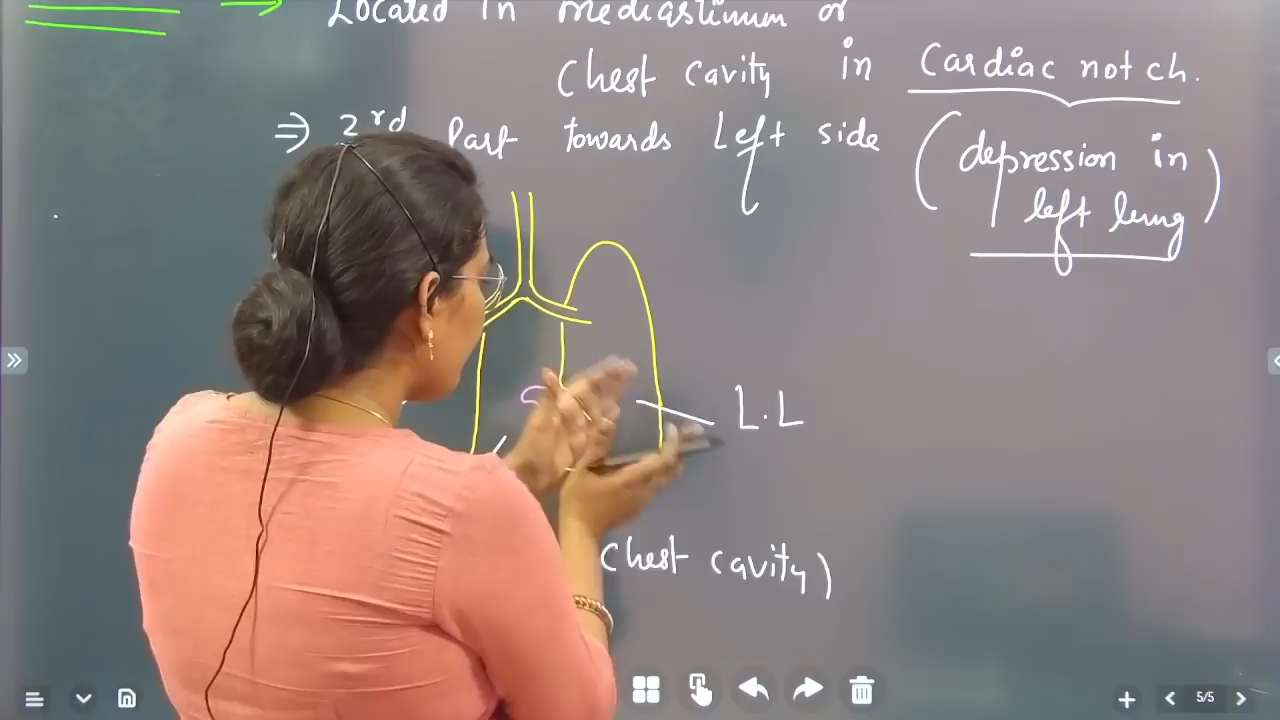 Located in mediastinum or
Chest cavity in Cardiac notch.
⇒ 2rd Part towards Left side
(depression in left lung)
L.L
Chest cavity)
5/5